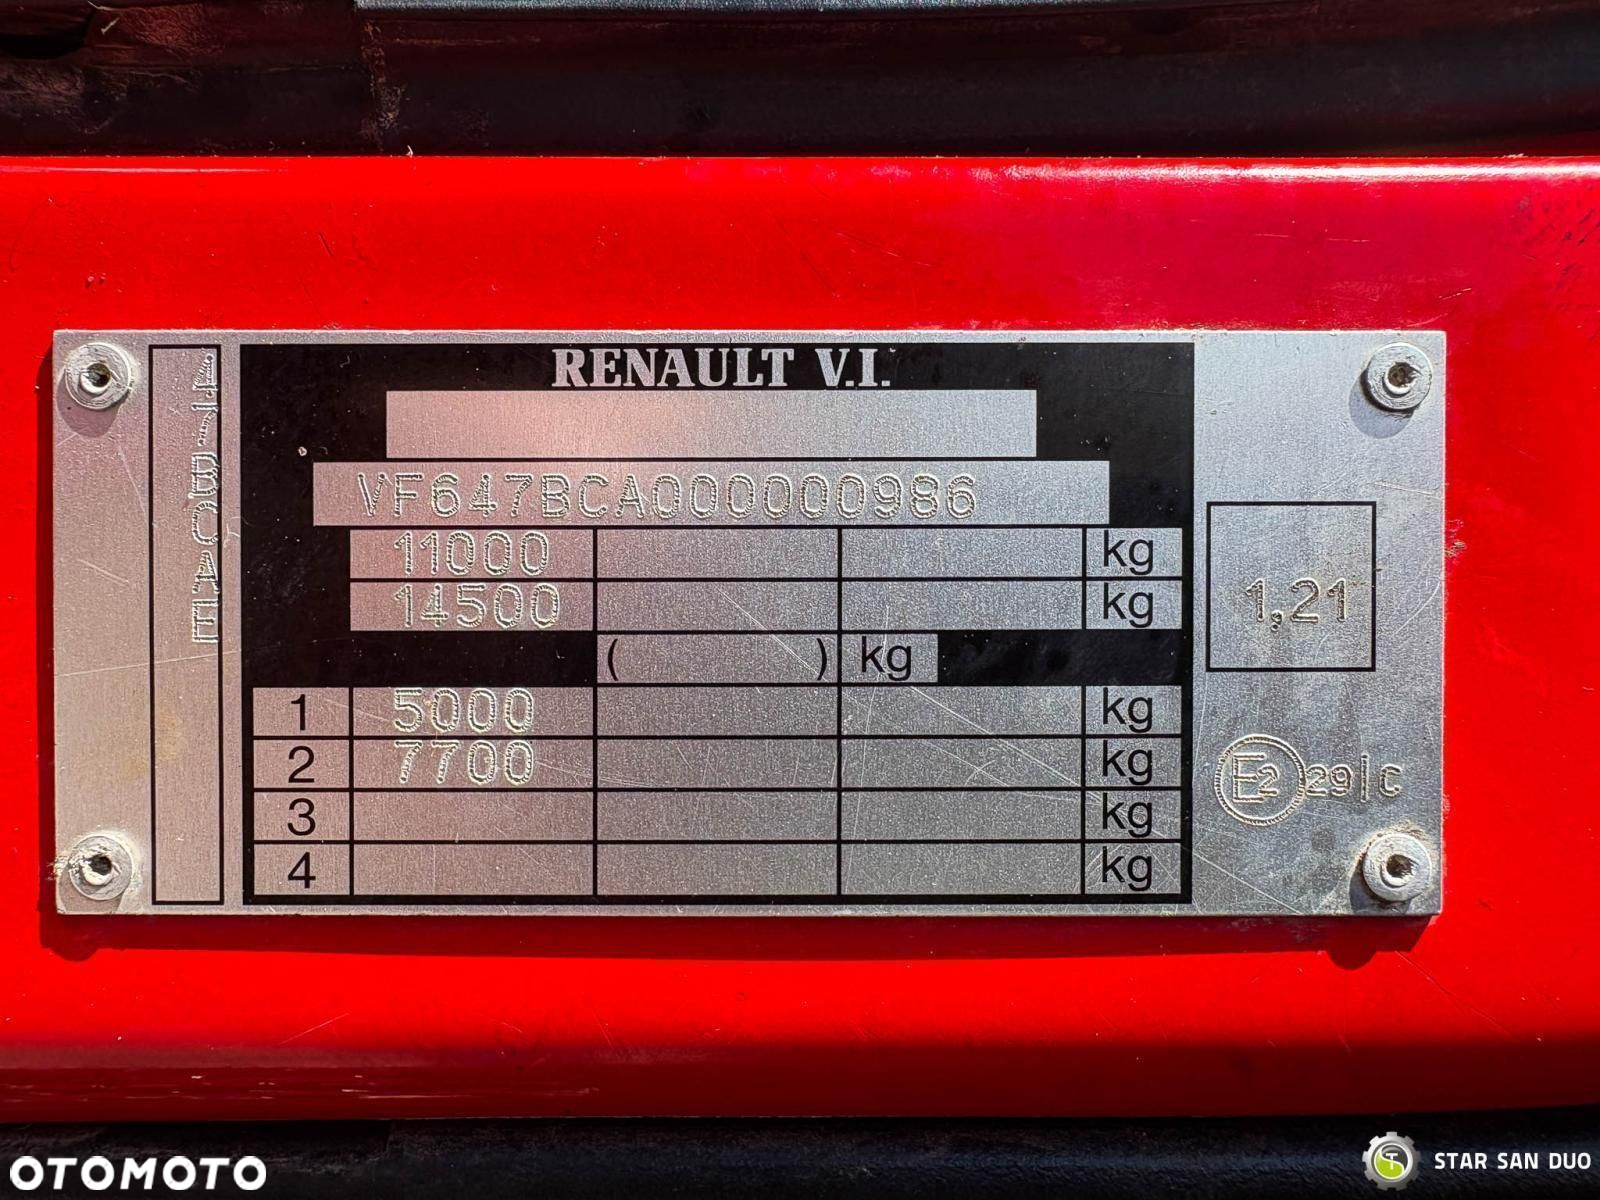 RENAULT V.I.
VF647BCA000000986
11000 kg
14500 kg
( ) kg
1 5000 kg
2 7700 kg
3 kg
4 kg
1,21
E2 29|C
OTOMOTO
STAR SAN DUO